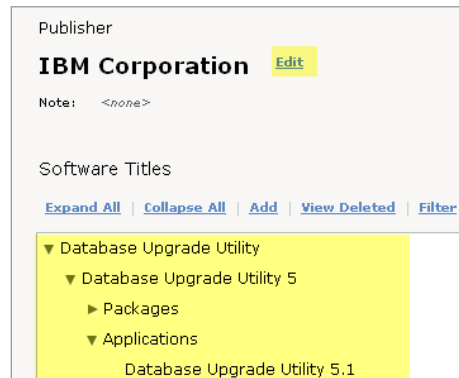 Publisher
IBM Corporation Edit
Note: <none>
Software Titles
Expand All | Collapse All | Add | View Deleted | Filter
Database Upgrade Utility
Database Upgrade Utility 5
Packages
Applications
Database Upgrade Utility 5.1